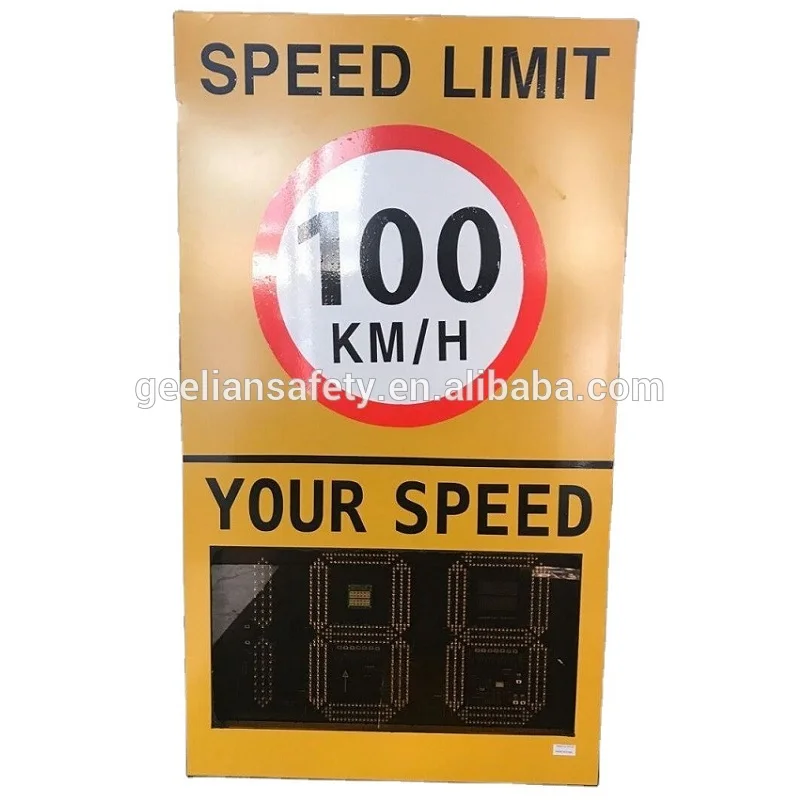 SPEED LIMIT
100
KM/H
geeliansafety.en.alibaba.com
YOUR SPEED